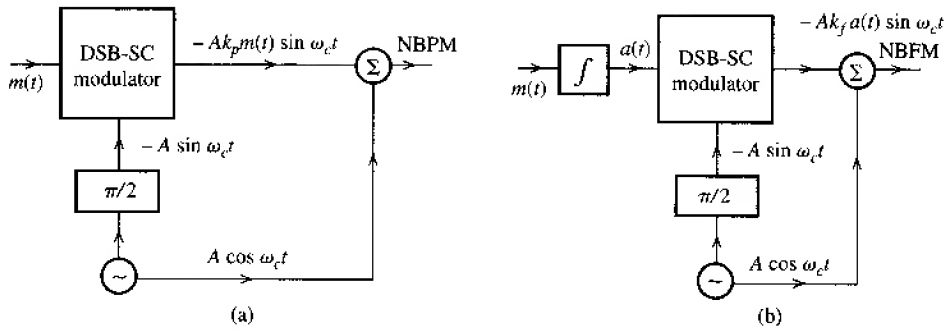 − Ak_p m(t) sin ω_c t
NBPM
DSB-SC
modulator
m(t)
Σ
− A sin ω_c t
π/2
A cos ω_c t
~
(a)
− Ak_f a(t) sin ω_c t
NBFM
a(t)
DSB-SC
modulator
∫
m(t)
Σ
− A sin ω_c t
π/2
A cos ω_c t
~
(b)